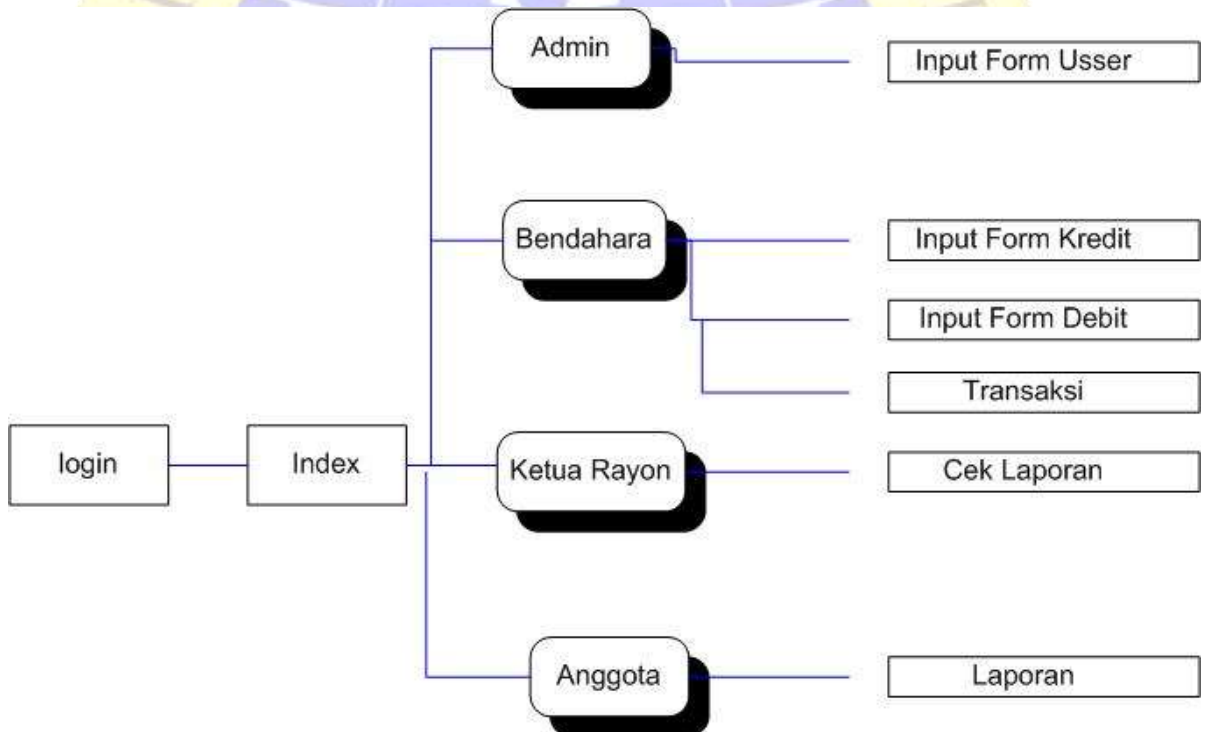 Admin
Input Form Usser
Bendahara
Input Form Kredit
Input Form Debit
Transaksi
login
Index
Ketua Rayon
Cek Laporan
Anggota
Laporan